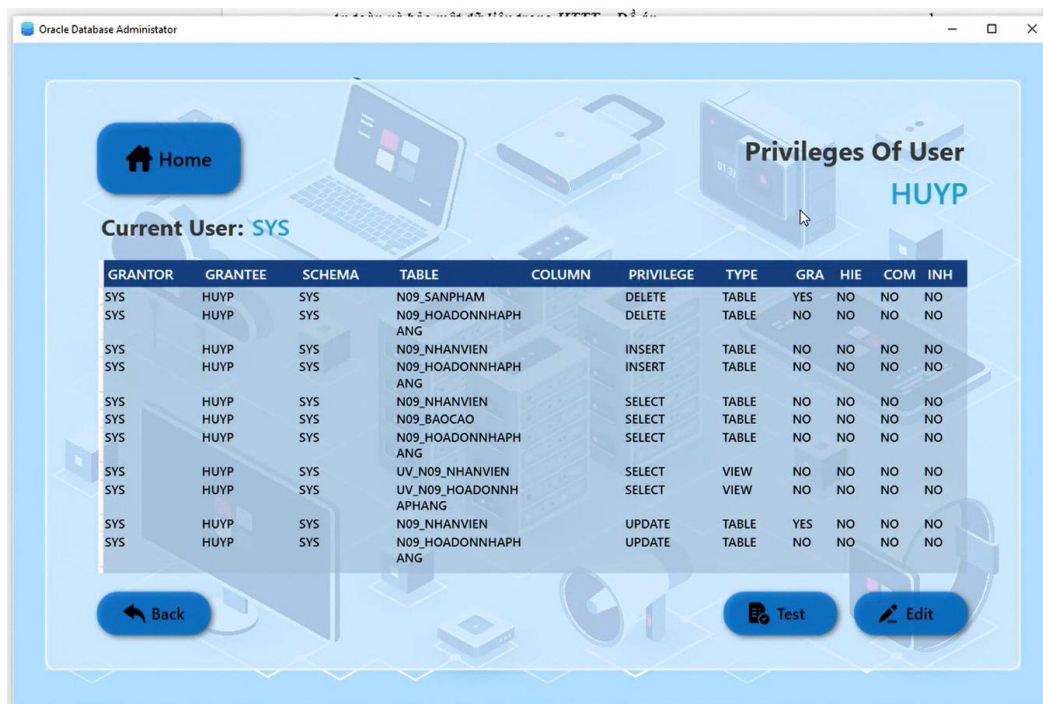 Oracle Database Administator
Home
Privileges Of User
HUYP
Current User: SYS
GRANTOR GRANTEE SCHEMA TABLE COLUMN PRIVILEGE TYPE GRA HIE COM INH
SYS HUYP SYS N09_SANPHAM DELETE TABLE YES NO NO NO
SYS HUYP SYS N09_HOADONNHAPH DELETE TABLE NO NO NO NO
ANG
SYS HUYP SYS N09_NHANVIEN INSERT TABLE NO NO NO NO
SYS HUYP SYS N09_HOADONNHAPH INSERT TABLE NO NO NO NO
ANG
SYS HUYP SYS N09_NHANVIEN SELECT TABLE NO NO NO NO
SYS HUYP SYS N09_BAOCAO SELECT TABLE NO NO NO NO
SYS HUYP SYS N09_HOADONNHAPH SELECT TABLE NO NO NO NO
ANG
SYS HUYP SYS UV_N09_NHANVIEN SELECT VIEW NO NO NO NO
SYS HUYP SYS UV_N09_HOADONNH SELECT VIEW NO NO NO NO
APHANG
SYS HUYP SYS N09_NHANVIEN UPDATE TABLE YES NO NO NO
SYS HUYP SYS N09_HOADONNHAPH UPDATE TABLE NO NO NO NO
ANG
Back
Test
Edit